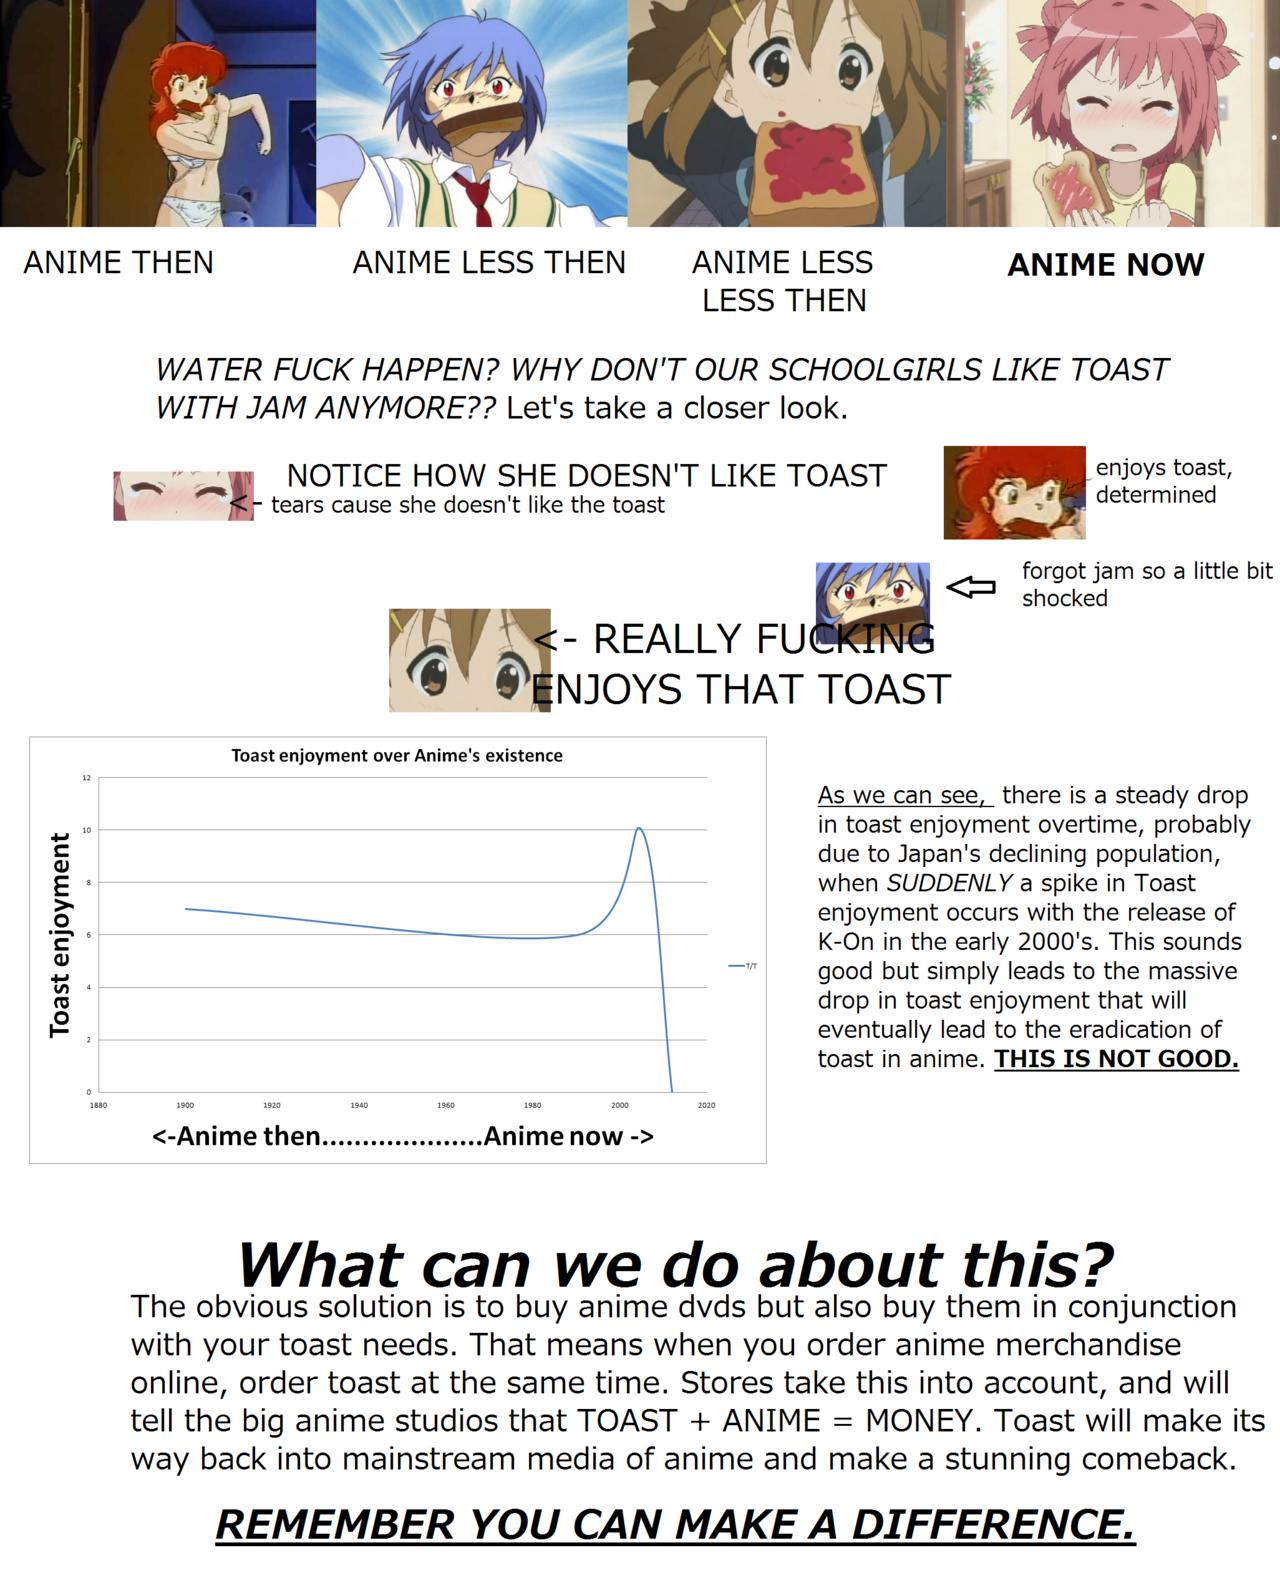 ANIME THEN
ANIME LESS THEN
ANIME LESS
LESS THEN
ANIME NOW
WATER FUCK HAPPEN? WHY DON'T OUR SCHOOLGIRLS LIKE TOAST
WITH JAM ANYMORE?? Let's take a closer look.
NOTICE HOW SHE DOESN'T LIKE TOAST
<- tears cause she doesn't like the toast
enjoys toast,
determined
forgot jam so a little bit
shocked
<- REALLY FUCKING
ENJOYS THAT TOAST
Toast enjoyment over Anime's existence
Toast enjoyment
12
10
8
6
4
2
0
1880 1900 1920 1940 1960 1980 2000 2020
T/T
<-Anime then....................Anime now ->
As we can see, there is a steady drop
in toast enjoyment overtime, probably
due to Japan's declining population,
when SUDDENLY a spike in Toast
enjoyment occurs with the release of
K-On in the early 2000's. This sounds
good but simply leads to the massive
drop in toast enjoyment that will
eventually lead to the eradication of
toast in anime. THIS IS NOT GOOD.
What can we do about this?
The obvious solution is to buy anime dvds but also buy them in conjunction
with your toast needs. That means when you order anime merchandise
online, order toast at the same time. Stores take this into account, and will
tell the big anime studios that TOAST + ANIME = MONEY. Toast will make its
way back into mainstream media of anime and make a stunning comeback.
REMEMBER YOU CAN MAKE A DIFFERENCE.